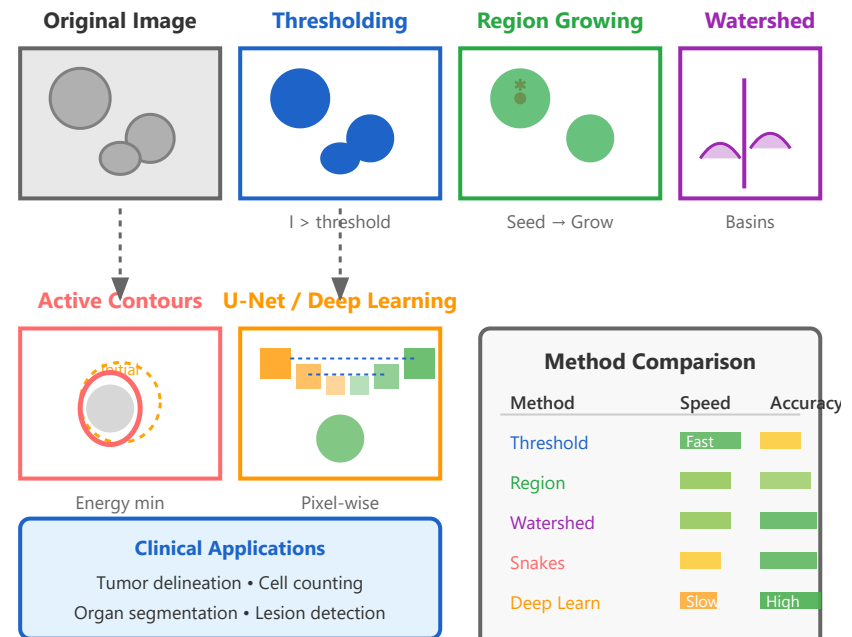 Original Image
Thresholding
Region Growing
Watershed
I > threshold
Seed → Grow
Basins
Active Contours
U-Net / Deep Learning
Initial
Energy min
Pixel-wise
Clinical Applications
Tumor delineation • Cell counting
Organ segmentation • Lesion detection
Method Comparison
Method Speed Accuracy
Threshold Fast
Region
Watershed
Snakes
Deep Learn Slow High